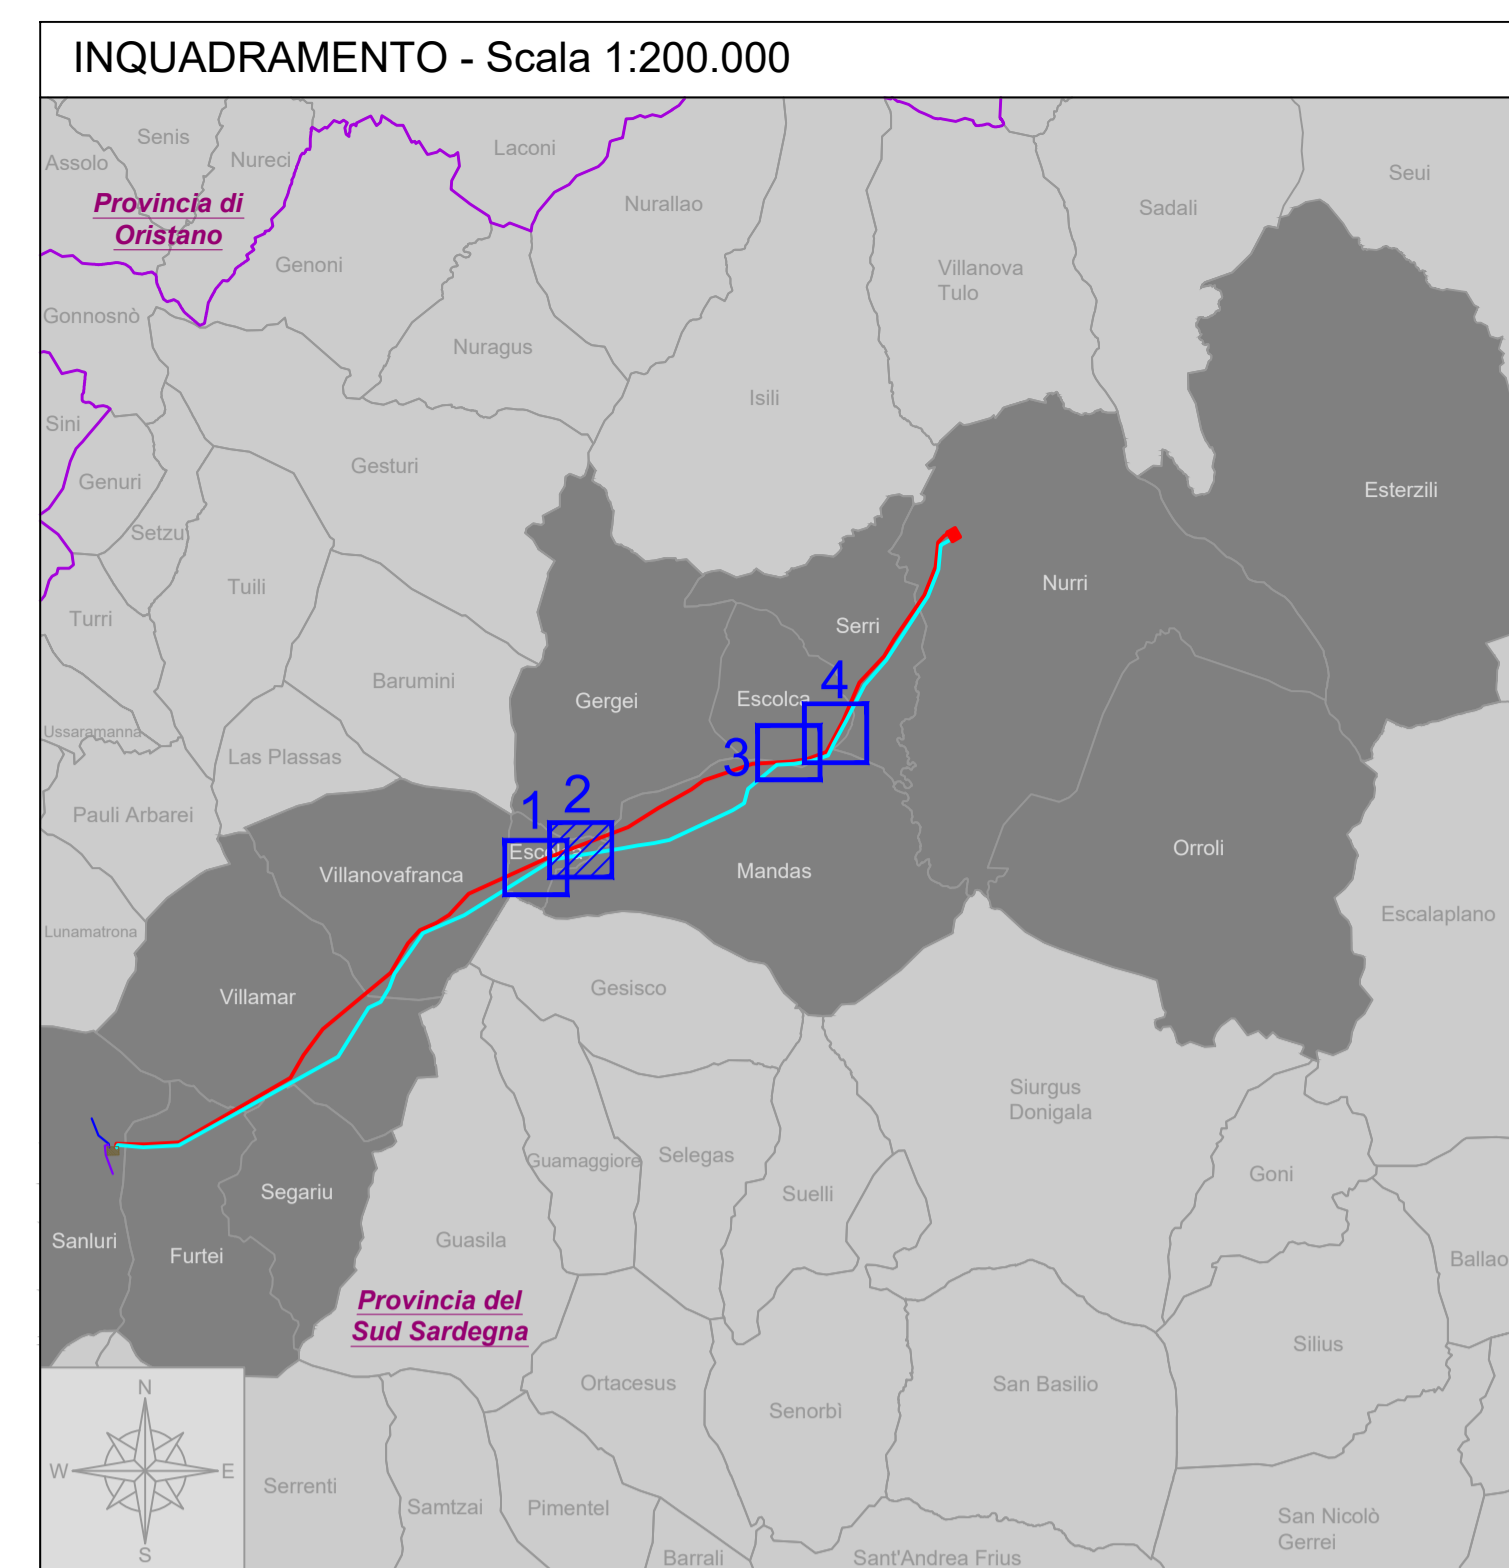 INQUADRAMENTO - Scala 1:200.000
Senis
Assolo
Nureci
Laconi
Seui
Provincia di
Oristano
Nurallao
Sadali
Genoni
Villanova
Tulo
Gonnosnò
Nuragus
Isili
Sini
Gesturi
Genuri
Esterzili
Setzu
Tuili
Nurri
Turri
Serri
Barumini
4
Gergei
Escolca
Ussaramanna
Las Plassas
3
1
2
Pauli Arbarei
Orroli
Villanovafranca
Mandas
Lunamatrona
Escalaplano
Villamar
Gesisco
Siurgus
Donigala
Guamaggiore
Selegas
Segariu
Suelli
Goni
Sanluri
Furtei
Guasila
Ballao
Provincia del
Sud Sardegna
Silius
Ortacesus
San Basilio
Senorbì
N
W
E
S
Serrenti
Samtzai
Pimentel
San Nicolò
Gerrei
Barrali
Sant'Andrea Frius